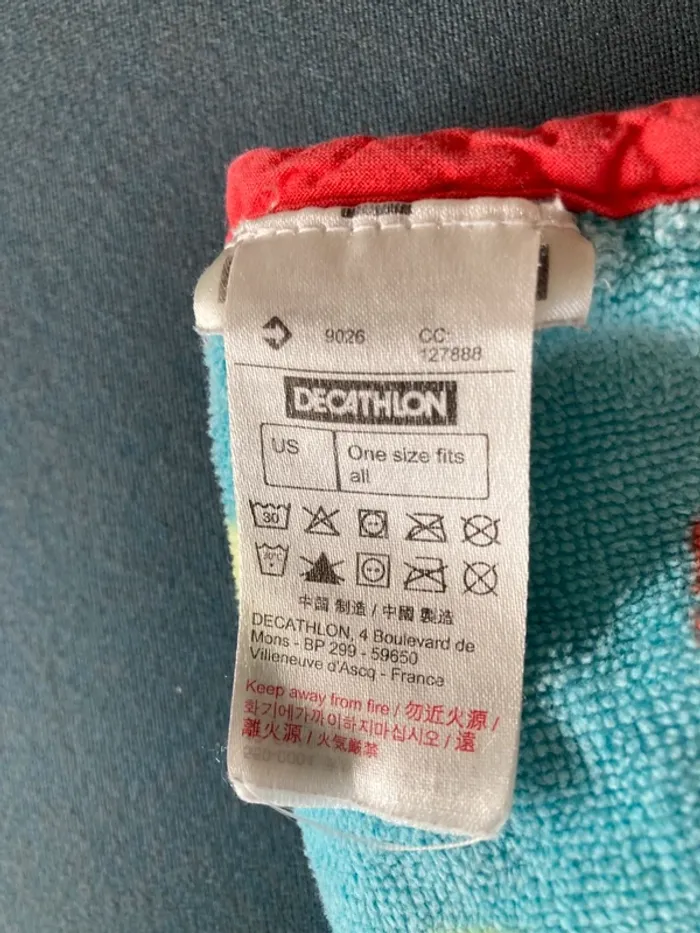 9026 CC:
127888
DECATHLON
US One size fits
all
30
30°C
中國 制造 / 中國 製造
DECATHLON, 4 Boulevard de
Mons - BP 299 - 59650
Villeneuve d'Ascq - France
Keep away from fire / 勿近火源 /
화기에가까이하지마십시오 / 遠
離火源 / 火気厳禁